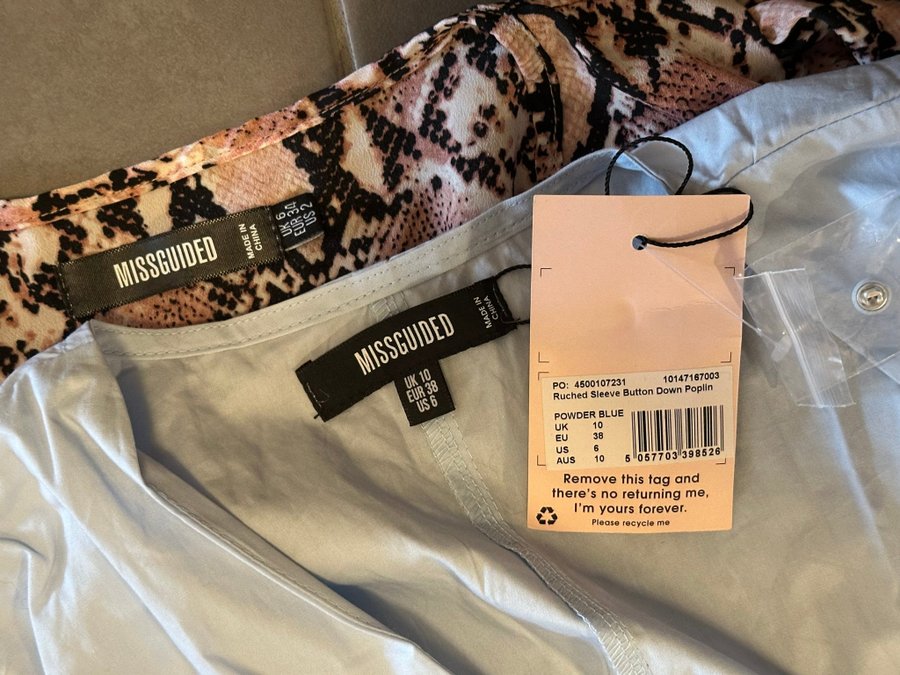 MISSGUIDED
MADE IN
CHINA
UK 6
EUR 34
US 2
MISSGUIDED
MADE IN
CHINA
UK 10
EUR 38
US 6
PO: 4500107231 10147167003
Ruched Sleeve Button Down Poplin
POWDER BLUE
UK 10
EU 38
US 6
AUS 10
5 057703 398526
Remove this tag and
there's no returning me,
I'm yours forever.
Please recycle me